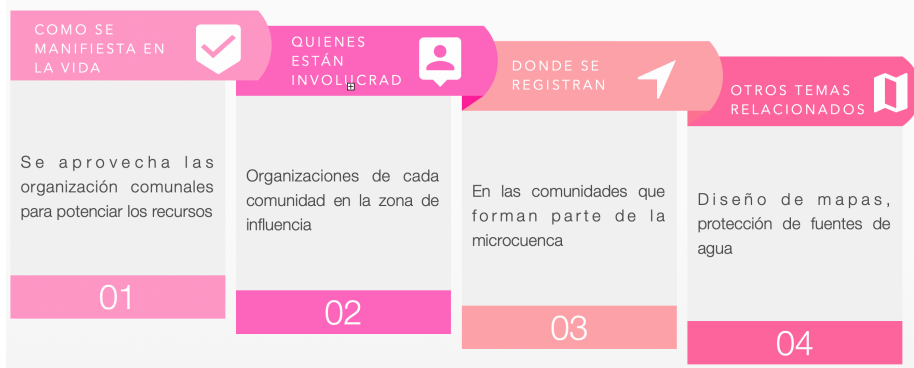 COMO SE
MANIFIESTA EN
LA VIDA
Se aprovecha las
organización comunales
para potenciar los recursos
01
QUIENES
ESTÁN
INVOLUCRAD
Organizaciones de cada
comunidad en la zona de
influencia
02
DONDE SE
REGISTRAN
En las comunidades que
forman parte de la
microcuenca
03
OTROS TEMAS
RELACIONADOS
Diseño de mapas,
protección de fuentes de
agua
04